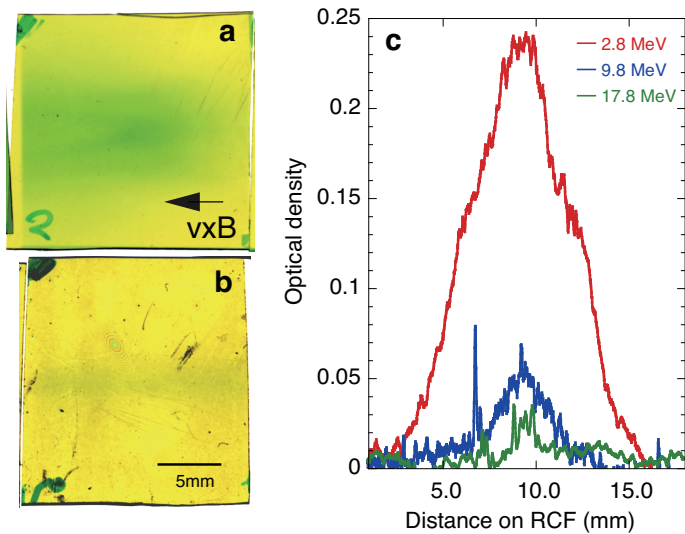 a
vxB
b
5mm
c
2.8 MeV
9.8 MeV
17.8 MeV
Optical density
0.25
0.2
0.15
0.1
0.05
0
5.0
10.0
15.0
Distance on RCF (mm)